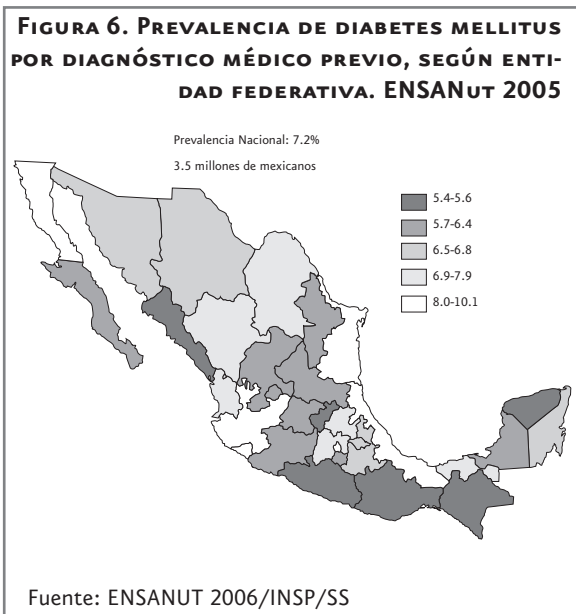 FIGURA 6. PREVALENCIA DE DIABETES MELLITUS
POR DIAGNÓSTICO MÉDICO PREVIO, SEGÚN ENTI-
DAD FEDERATIVA. ENSANUT 2005
Prevalencia Nacional: 7.2%
3.5 millones de mexicanos
5.4-5.6
5.7-6.4
6.5-6.8
6.9-7.9
8.0-10.1
Fuente: ENSANUT 2006/INSP/SS